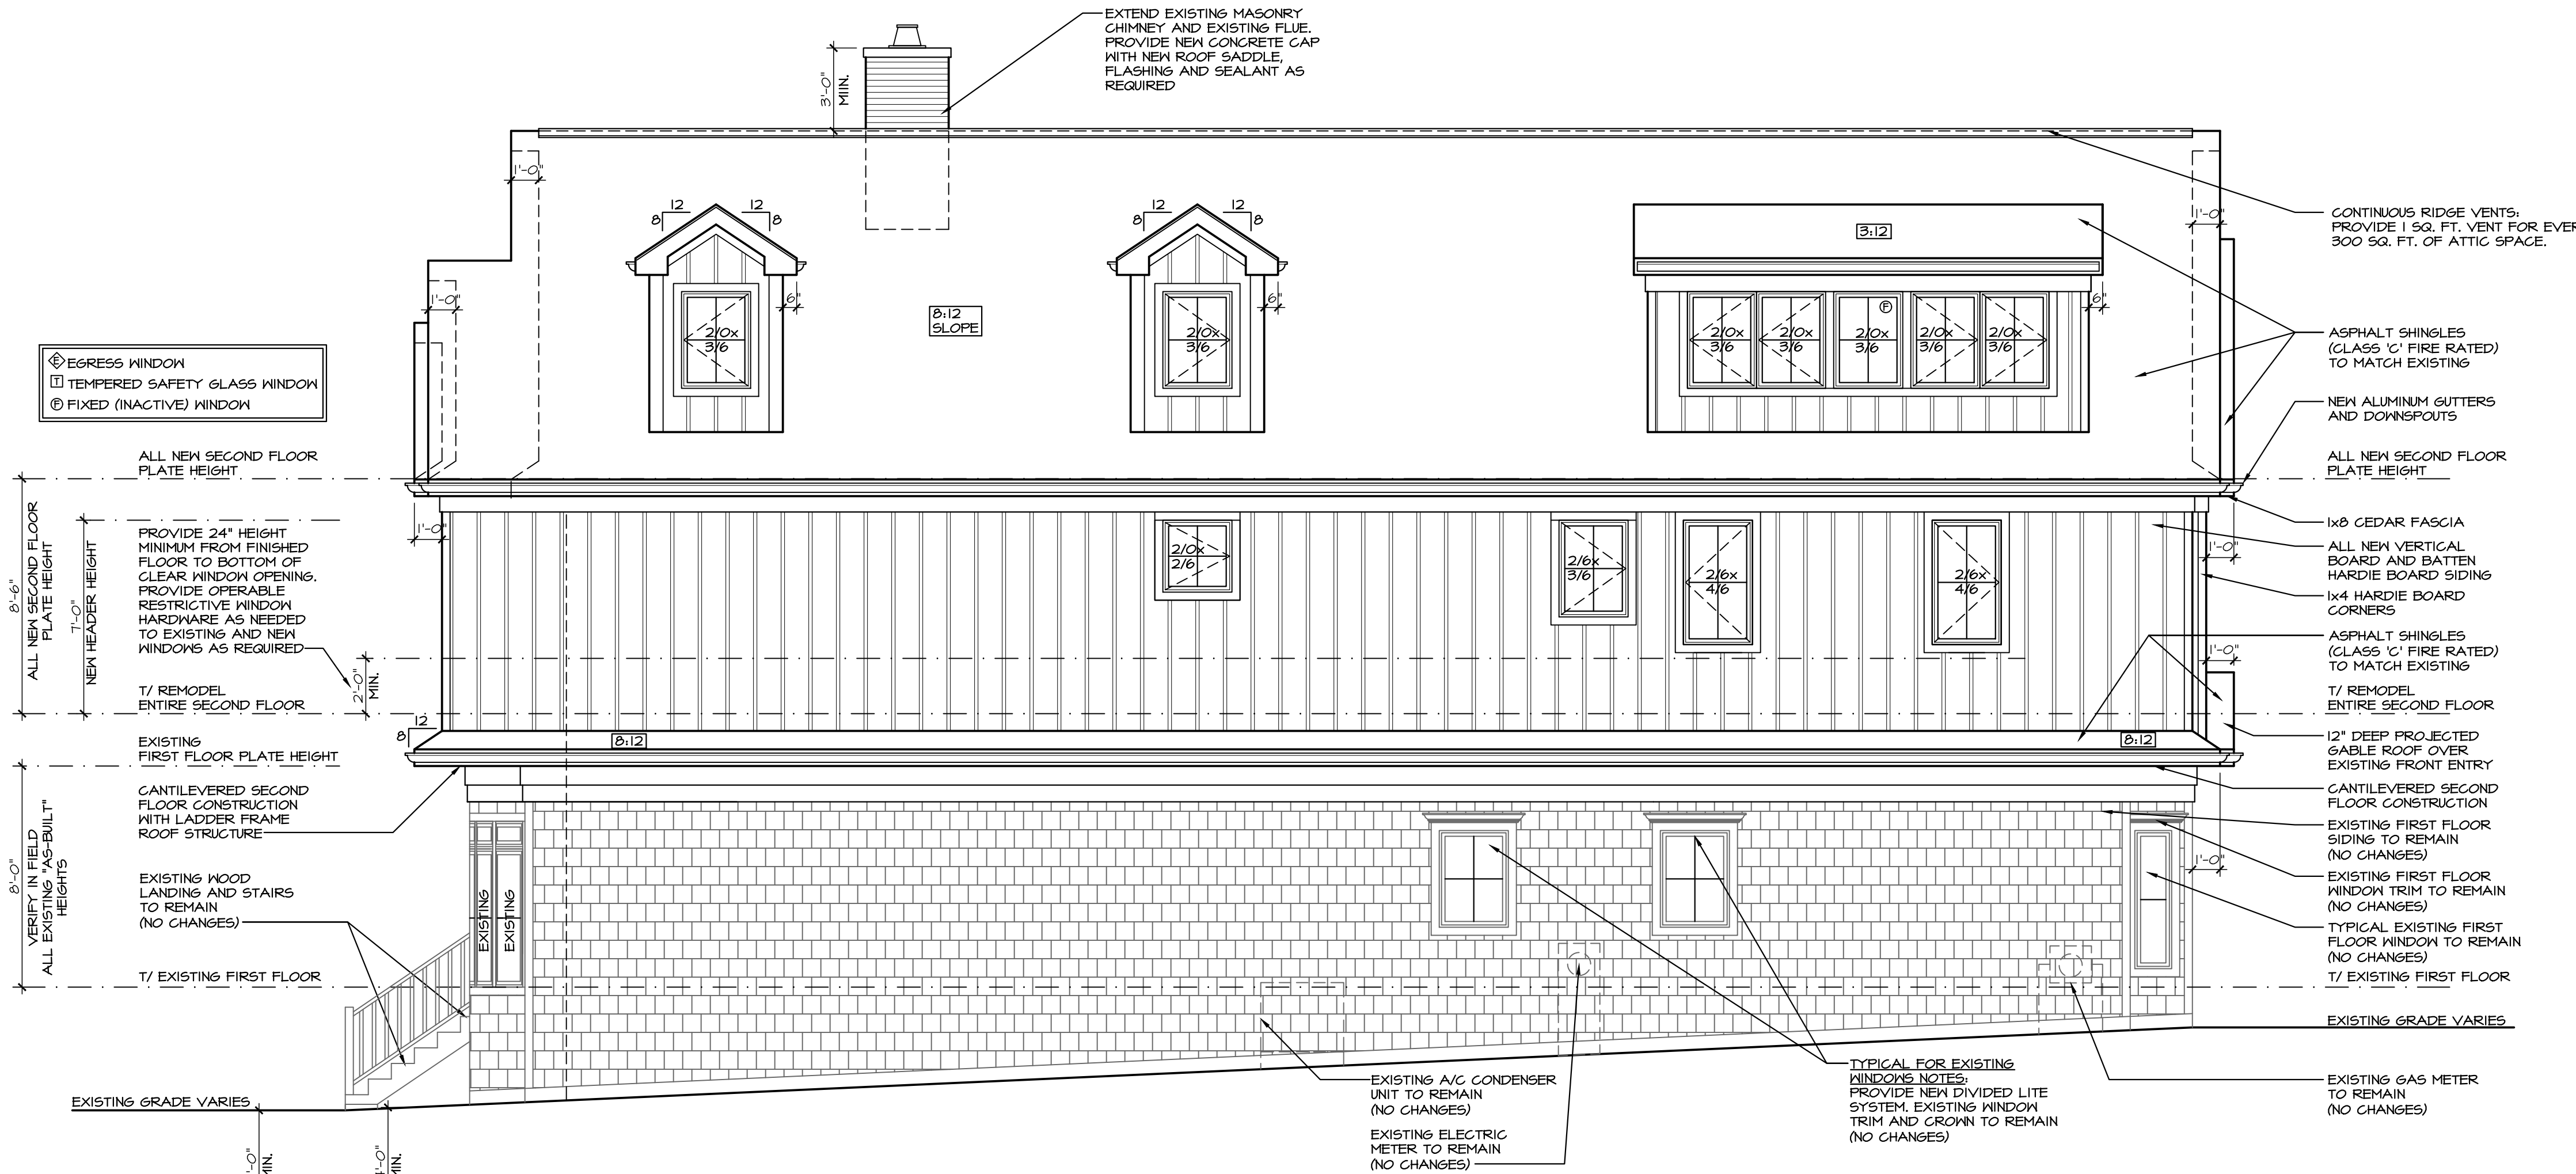 EXTEND EXISTING MASONRY
CHIMNEY AND EXISTING FLUE.
PROVIDE NEW CONCRETE CAP
WITH NEW ROOF SADDLE,
FLASHING AND SEALANT AS
REQUIRED
3'-0"
MIIN.
1'-0"
1'-0"
1'-0"
12
8
12
8
12
8
12
8
3:12
8:12
SLOPE
6"
6"
6"
2/0x
3/6
2/0x
3/6
2/0x
3/6
2/0x
3/6
F
2/0x
3/6
2/0x
3/6
2/0x
3/6
CONTINUOUS RIDGE VENTS:
PROVIDE 1 SQ. FT. VENT FOR EVER
300 SQ. FT. OF ATTIC SPACE.
ASPHALT SHINGLES
(CLASS 'C' FIRE RATED)
TO MATCH EXISTING
NEW ALUMINUM GUTTERS
AND DOWNSPOUTS
ALL NEW SECOND FLOOR
PLATE HEIGHT
1x8 CEDAR FASCIA
ALL NEW VERTICAL
BOARD AND BATTEN
HARDIE BOARD SIDING
1x4 HARDIE BOARD
CORNERS
ASPHALT SHINGLES
(CLASS 'C' FIRE RATED)
TO MATCH EXISTING
T/ REMODEL
ENTIRE SECOND FLOOR
12" DEEP PROJECTED
GABLE ROOF OVER
EXISTING FRONT ENTRY
CANTILEVERED SECOND
FLOOR CONSTRUCTION
EXISTING FIRST FLOOR
SIDING TO REMAIN
(NO CHANGES)
EXISTING FIRST FLOOR
WINDOW TRIM TO REMAIN
(NO CHANGES)
TYPICAL EXISTING FIRST
FLOOR WINDOW TO REMAIN
(NO CHANGES)
T/ EXISTING FIRST FLOOR
EXISTING GRADE VARIES
EXISTING GAS METER
TO REMAIN
(NO CHANGES)
E EGRESS WINDOW
T TEMPERED SAFETY GLASS WINDOW
F FIXED (INACTIVE) WINDOW
ALL NEW SECOND FLOOR
PLATE HEIGHT
8'-6"
ALL NEW SECOND FLOOR
PLATE HEIGHT
7'-0"
NEW HEADER HEIGHT
PROVIDE 24" HEIGHT
MINIMUM FROM FINISHED
FLOOR TO BOTTOM OF
CLEAR WINDOW OPENING.
PROVIDE OPERABLE
RESTRICTIVE WINDOW
HARDWARE AS NEEDED
TO EXISTING AND NEW
WINDOWS AS REQUIRED
2'-0"
MIN.
T/ REMODEL
ENTIRE SECOND FLOOR
EXISTING
FIRST FLOOR PLATE HEIGHT
8'-0"
VERIFY IN FIELD
ALL EXISTING "AS-BUILT"
HEIGHTS
CANTILEVERED SECOND
FLOOR CONSTRUCTION
WITH LADDER FRAME
ROOF STRUCTURE
EXISTING WOOD
LANDING AND STAIRS
TO REMAIN
(NO CHANGES)
T/ EXISTING FIRST FLOOR
EXISTING GRADE VARIES
1'-0"
2/0x
2/6
2/6x
3/6
2/6x
4/6
2/6x
4/6
1'-0"
1'-0"
12
8
8:12
8:12
1'-0"
EXISTING
EXISTING
EXISTING A/C CONDENSER
UNIT TO REMAIN
(NO CHANGES)
EXISTING ELECTRIC
METER TO REMAIN
(NO CHANGES)
TYPICAL FOR EXISTING
WINDOWS NOTES:
PROVIDE NEW DIVIDED LITE
SYSTEM. EXISTING WINDOW
TRIM AND CROWN TO REMAIN
(NO CHANGES)
'-0"
MIN.
'-0"
MIN.